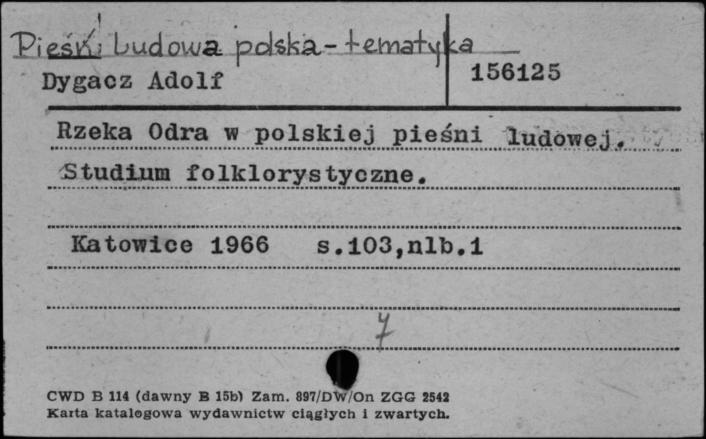 Pieśń ludowa polska - tematyka
Dygacz Adolf
156125
Rzeka Odra w polskiej pieśni ludowej.
Studium folklorystyczne.
Katowice 1966 s.103,nlb.1
7
CWD B 114 (dawny B 15b) Zam. 897/DW/On ZGG 2542
Karta katalogowa wydawnictw ciągłych i zwartych.